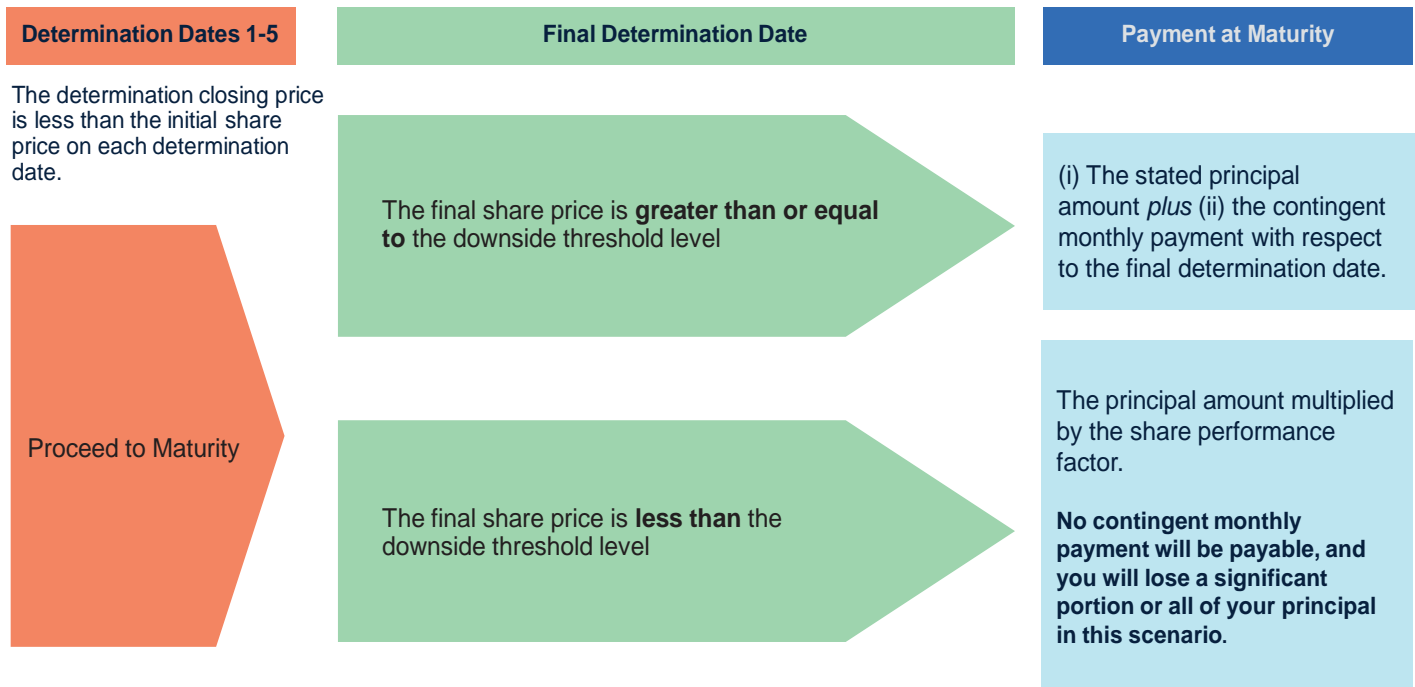 Determination Dates 1-5
Final Determination Date
Payment at Maturity
The determination closing price
is less than the initial share
price on each determination
date.
Proceed to Maturity
The final share price is greater than or equal
to the downside threshold level
(i) The stated principal
amount plus (ii) the contingent
monthly payment with respect
to the final determination date.
The final share price is less than the
downside threshold level
The principal amount multiplied
by the share performance
factor.
No contingent monthly
payment will be payable, and
you will lose a significant
portion or all of your principal
in this scenario.